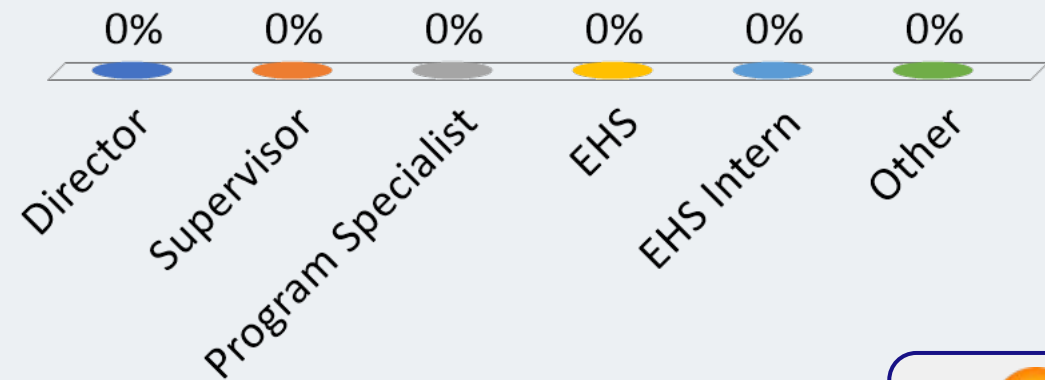 0% 0% 0% 0% 0% 0%
Director
Supervisor
Program Specialist
EHS
EHS Intern
Other